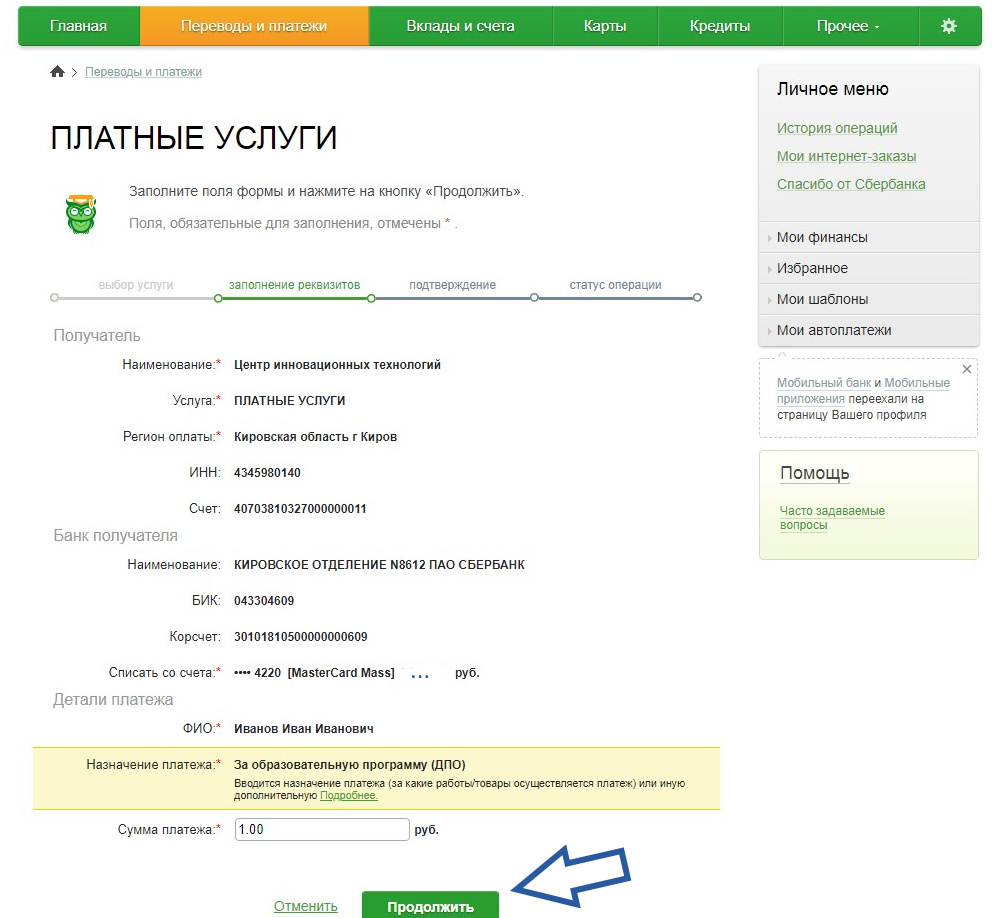 Главная Переводы и платежи Вклады и счета Карты Кредиты Прочее
Переводы и платежи
ПЛАТНЫЕ УСЛУГИ
Заполните поля формы и нажмите на кнопку «Продолжить».
Поля, обязательные для заполнения, отмечены * .
выбор услуги заполнение реквизитов подтверждение статус операции
Получатель
Наименование:* Центр инновационных технологий
Услуга:* ПЛАТНЫЕ УСЛУГИ
Регион оплаты:* Кировская область г Киров
ИНН: 4345980140
Счет: 40703810327000000011
Банк получателя
Наименование: КИРОВСКОЕ ОТДЕЛЕНИЕ N8612 ПАО СБЕРБАНК
БИК: 043304609
Корсчет: 30101810500000000609
Списать со счета:* •••• 4220 [MasterCard Mass] ... руб.
Детали платежа
ФИО:* Иванов Иван Иванович
Назначение платежа:* За образовательную программу (ДПО)
Вводится назначение платежа (за какие работы/товары осуществляется платеж) или иную
дополнительную Подробнее.
Сумма платежа:* 1.00 руб.
Отменить Продолжить
Личное меню
История операций
Мои интернет-заказы
Спасибо от Сбербанка
Мои финансы
Избранное
Мои шаблоны
Мои автоплатежи
Мобильный банк и Мобильные
приложения переехали на
страницу Вашего профиля
Помощь
Часто задаваемые
вопросы